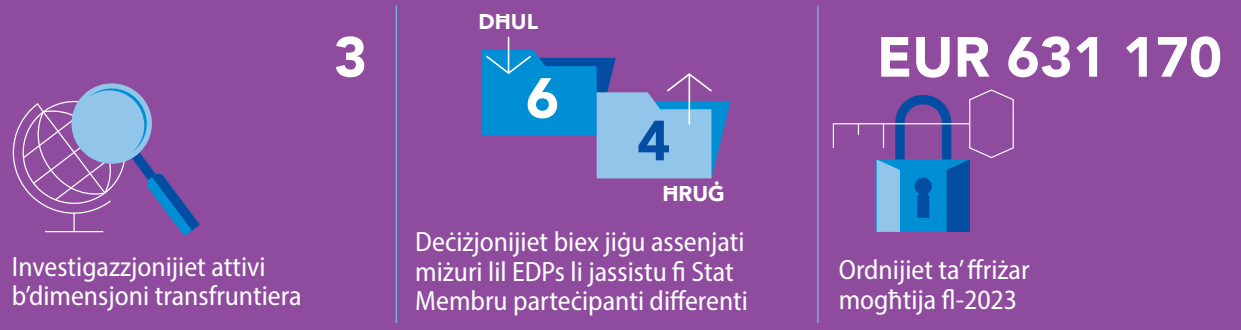 3
Investigazzjonijiet attivi
b'dimensjoni transfruntiera
DĦUL
6
4
ĦRUĠ
Deċiżjonijiet biex jiġu assenjati
miżuri lil EDPs li jassistu fi Stat
Membru parteċipanti differenti
EUR 631 170
Ordnijiet ta' ffriżar
mogħtija fl-2023